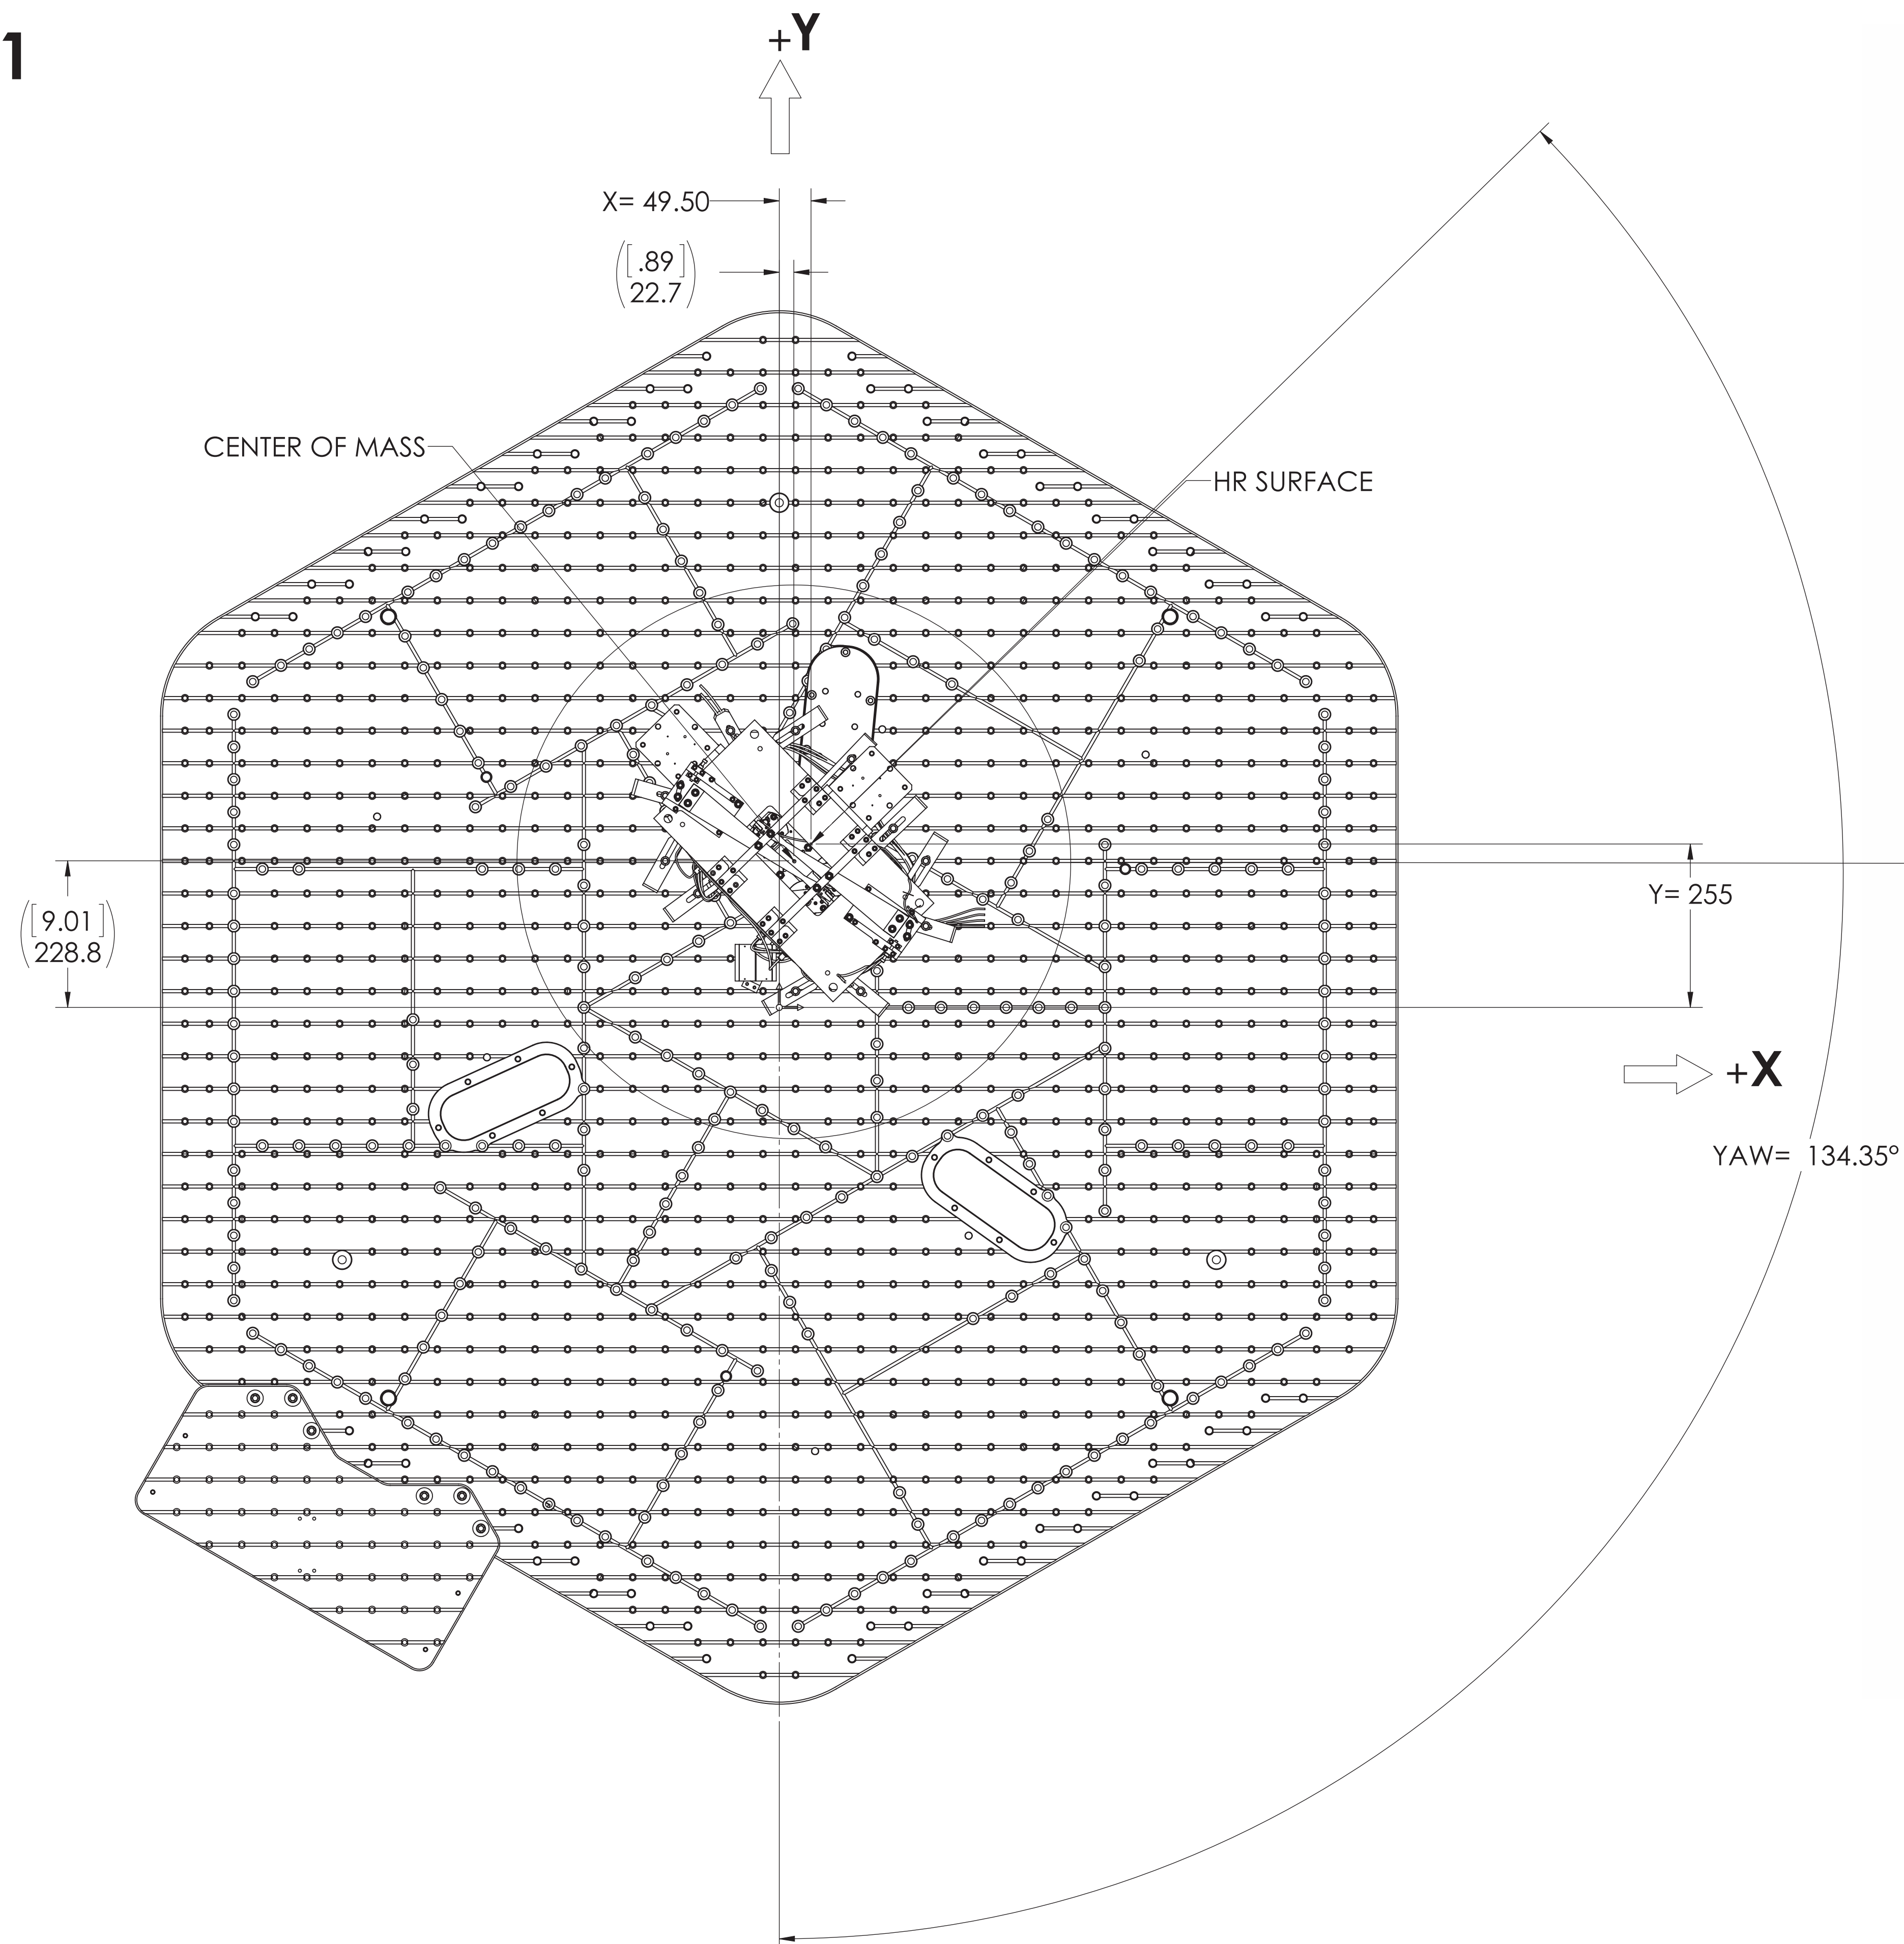 1
+Y
X= 49.50
[.89]
22.7
CENTER OF MASS
HR SURFACE
[9.01]
228.8
Y= 255
+X
YAW= 134.35°